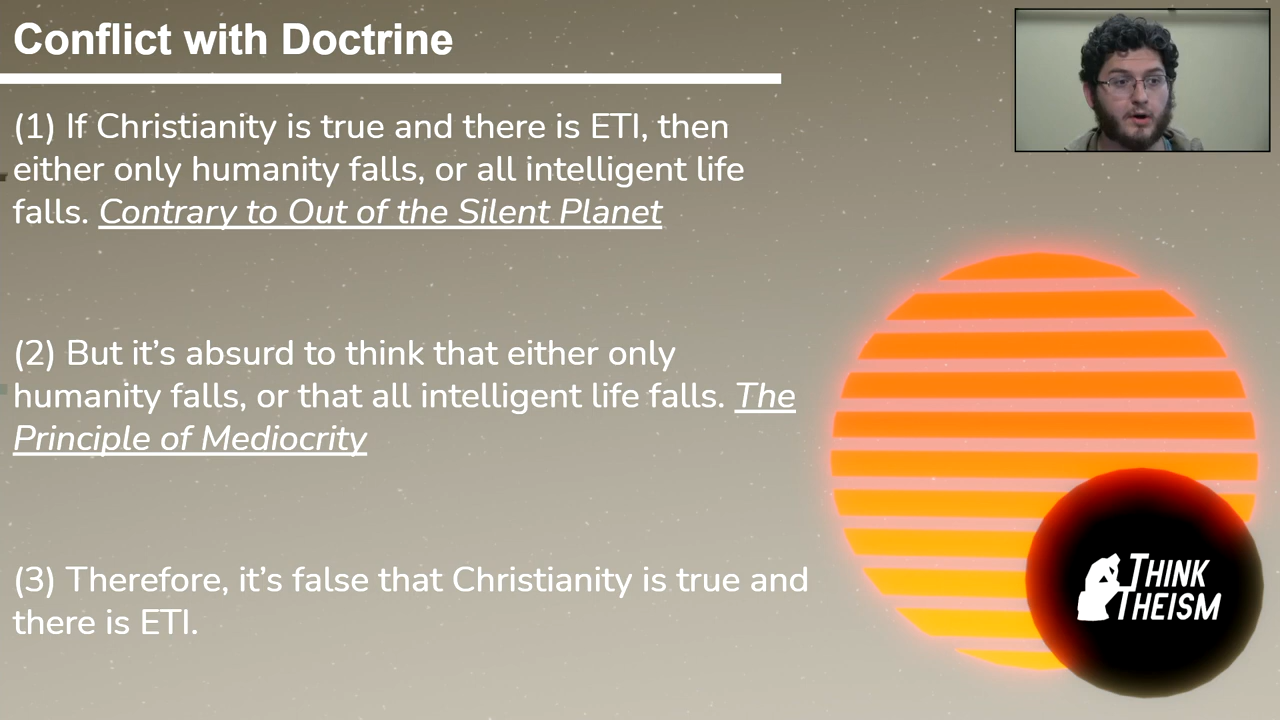 Conflict with Doctrine
(1) If Christianity is true and there is ETI, then
either only humanity falls, or all intelligent life
falls. Contrary to Out of the Silent Planet
(2) But it’s absurd to think that either only
humanity falls, or that all intelligent life falls. The
Principle of Mediocrity
(3) Therefore, it’s false that Christianity is true and
there is ETI.
THINK
THEISM